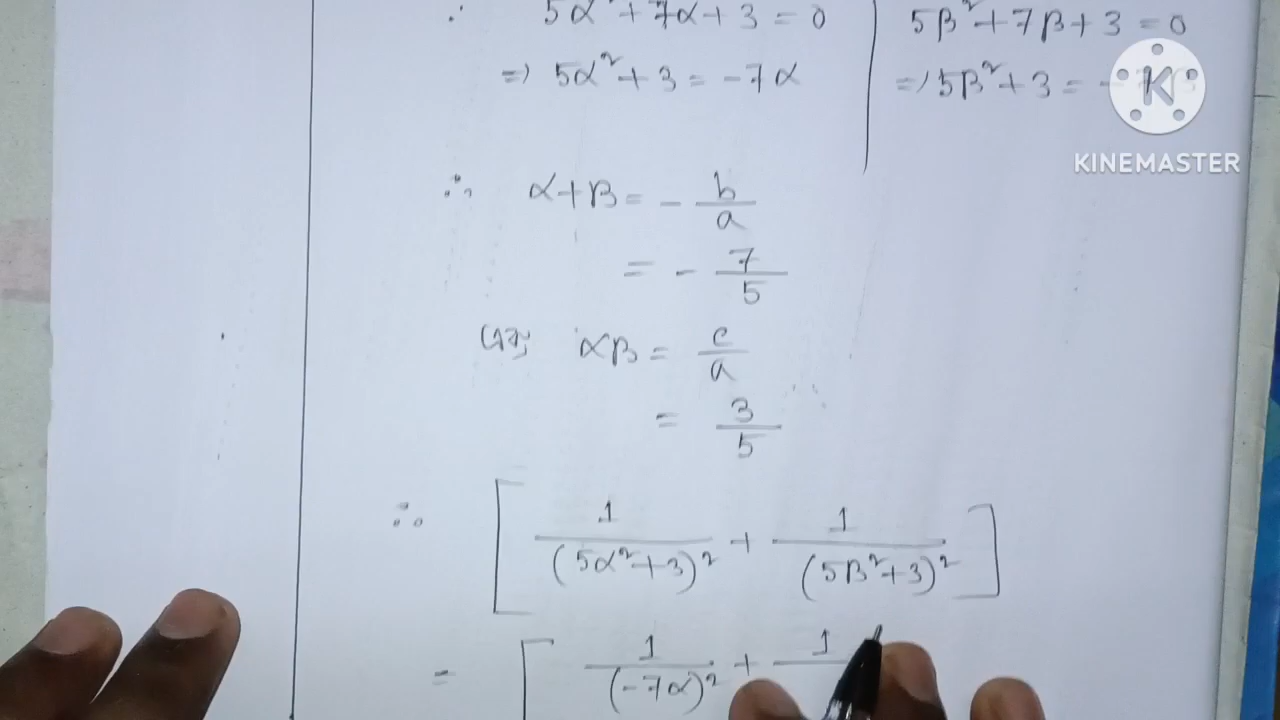 ∴ 5α²+7α+3=0
⇒ 5α²+3=-7α
5β²+7β+3=0
⇒ 5β²+3=-7β
K
KINEMASTER
∴ α+β = - b/a
= - 7/5
এবং αβ = c/a
= 3/5
∴ [ 1/(5α²+3)² + 1/(5β²+3)² ]
= [ 1/(-7α)² + 1